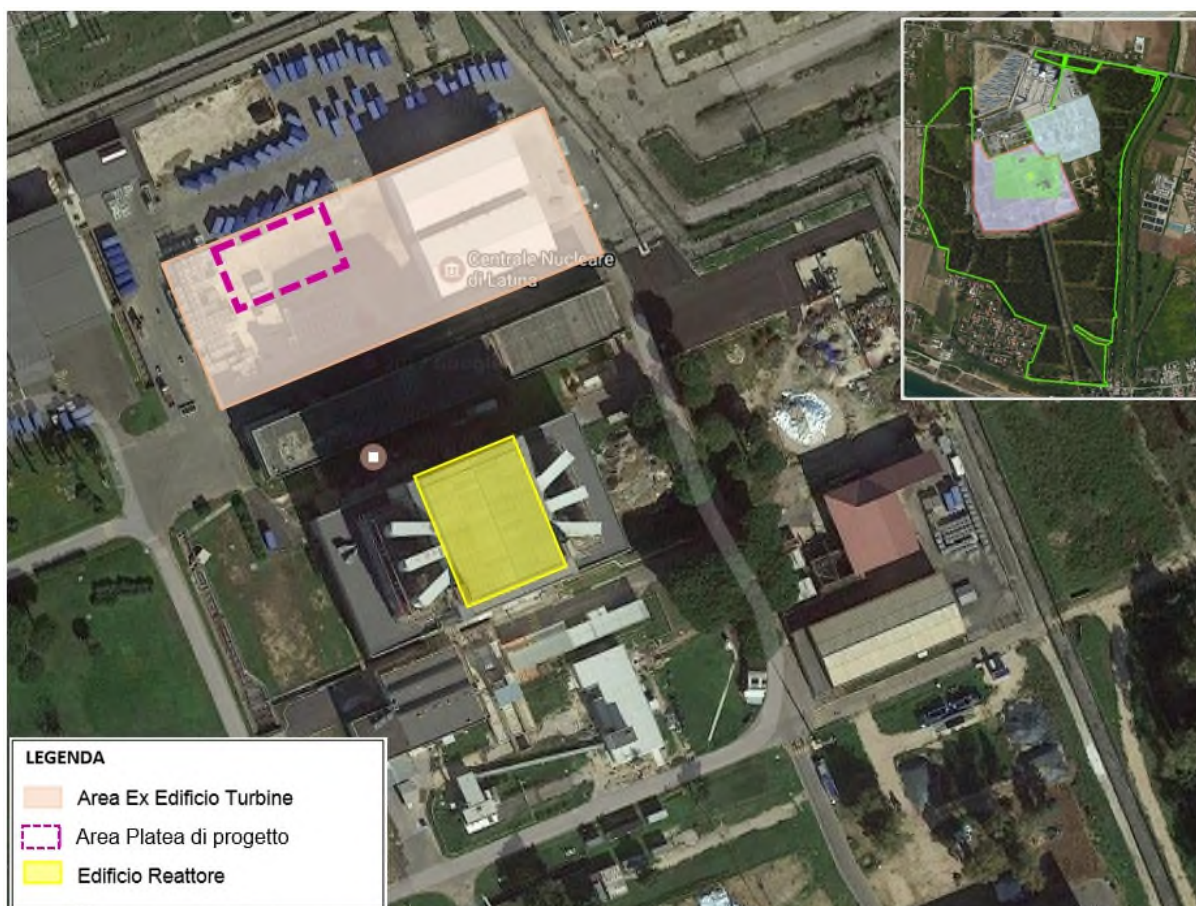 Centrale Nucleare
di Latina
LEGENDA
Area Ex Edificio Turbine
Area Platea di progetto
Edificio Reattore